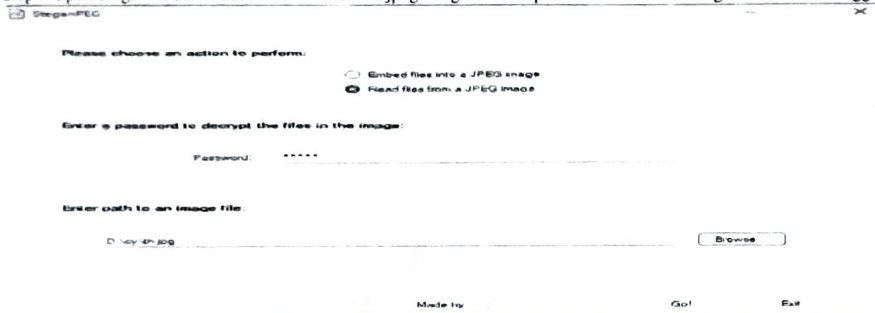 SteganPEG
Please choose an action to perform:
Embed files into a JPEG image
Read files from a JPEG image
Enter a password to decrypt the files in the image:
Password: *****
Enter path to an image file:
Browse
Made by Go! Exit